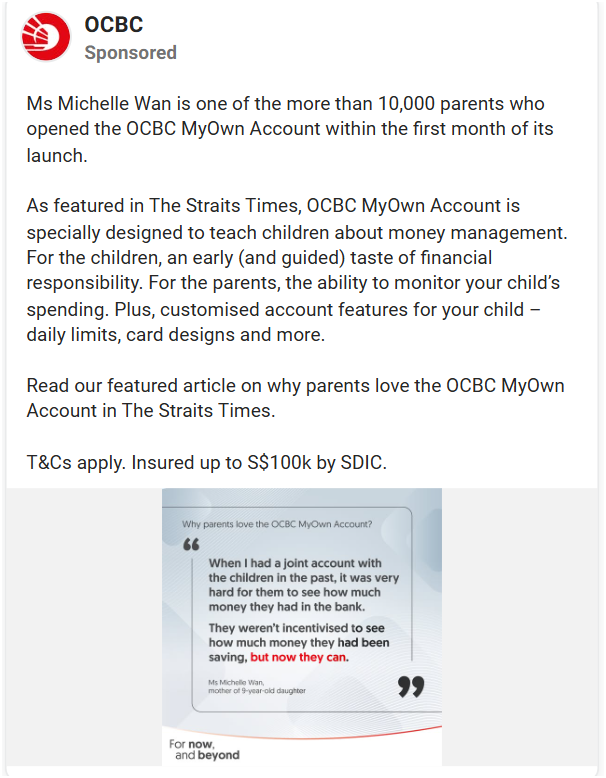 OCBC
Sponsored
Ms Michelle Wan is one of the more than 10,000 parents who
opened the OCBC MyOwn Account within the first month of its
launch.
As featured in The Straits Times, OCBC MyOwn Account is
specially designed to teach children about money management.
For the children, an early (and guided) taste of financial
responsibility. For the parents, the ability to monitor your child's
spending. Plus, customised account features for your child –
daily limits, card designs and more.
Read our featured article on why parents love the OCBC MyOwn
Account in The Straits Times.
T&Cs apply. Insured up to S$100k by SDIC.
Why parents love the OCBC MyOwn Account?
“
When I had a joint account with
the children in the past, it was very
hard for them to see how much
money they had in the bank.
They weren't incentivised to see
how much money they had been
saving, but now they can.
Ms Michelle Wan,
mother of 9-year-old daughter
”
For now,
and beyond